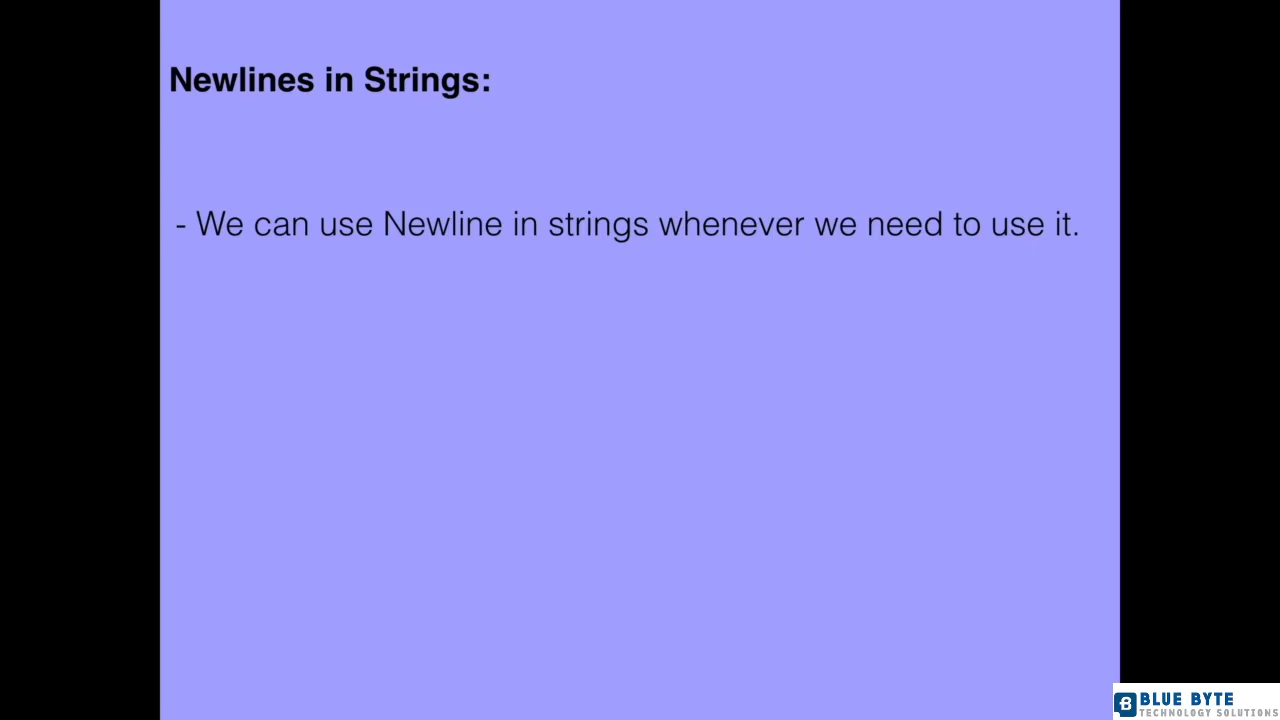 Newlines in Strings:
- We can use Newline in strings whenever we need to use it.
BLUE BYTE
TECHNOLOGY SOLUTIONS